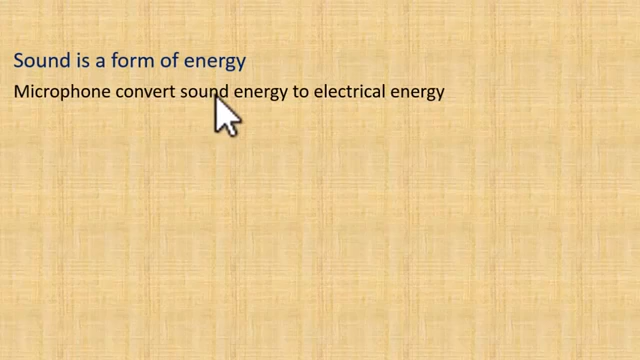 Sound is a form of energy
Microphone convert sound energy to electrical energy